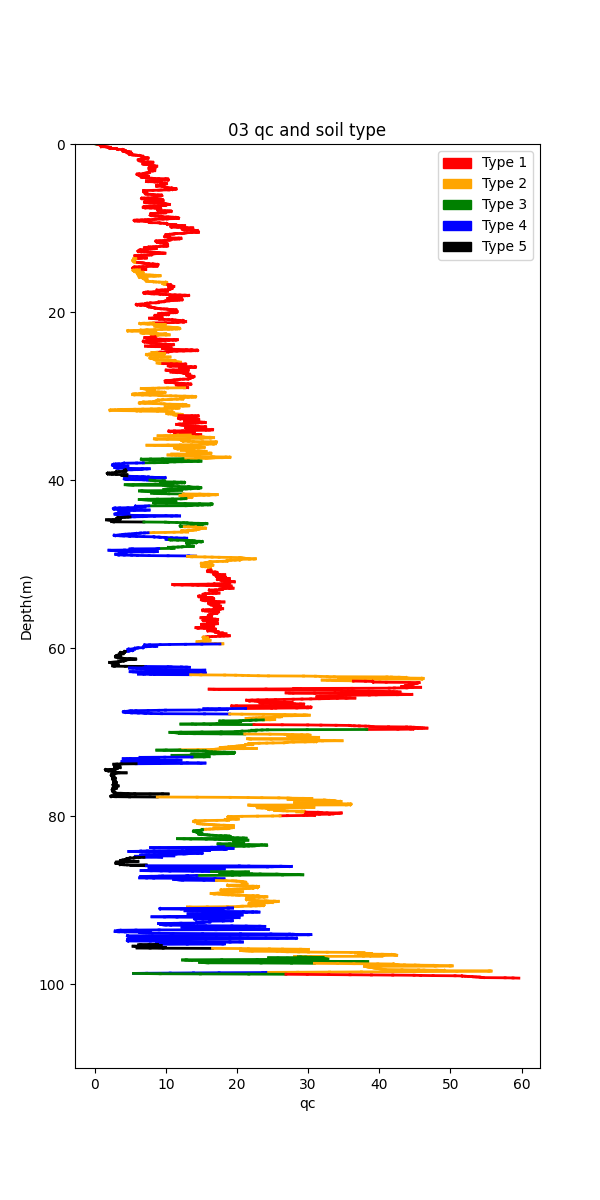 03 qc and soil type
Type 1
Type 2
Type 3
Type 4
Type 5
0
20
40
60
80
100
Depth(m)
0 10 20 30 40 50 60
qc